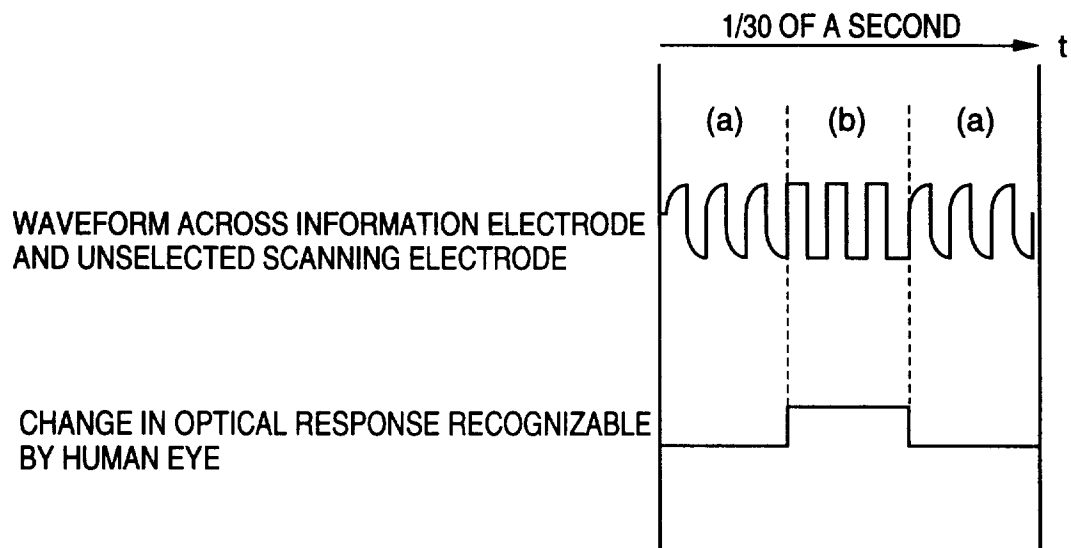 1/30 OF A SECOND
t
(a) (b) (a)
WAVEFORM ACROSS INFORMATION ELECTRODE
AND UNSELECTED SCANNING ELECTRODE
CHANGE IN OPTICAL RESPONSE RECOGNIZABLE
BY HUMAN EYE